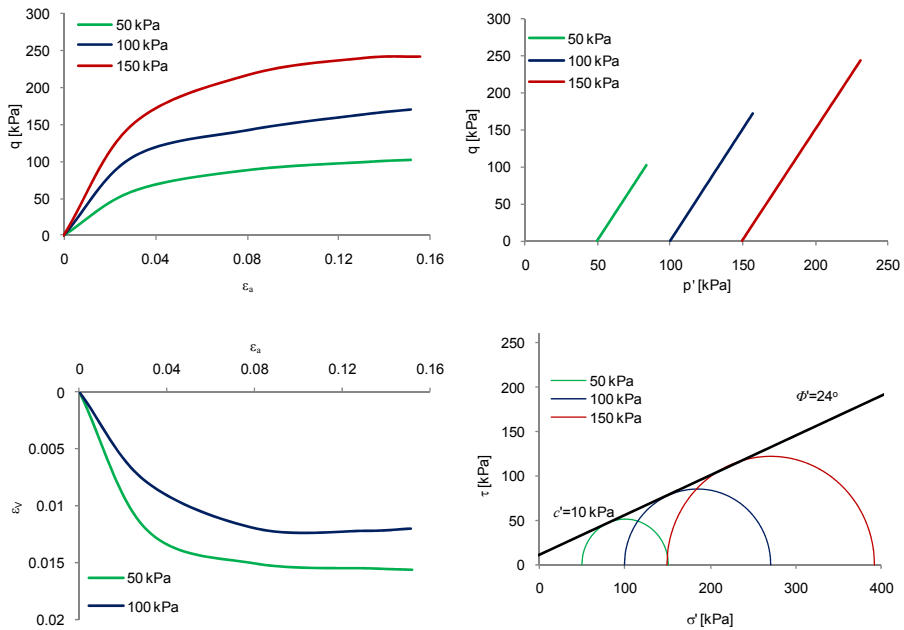 300
250
200
150
100
50
0
q [kPa]
50 kPa
100 kPa
150 kPa
0
0.04
0.08
0.12
0.16
εa
300
250
200
150
100
50
0
q [kPa]
50 kPa
100 kPa
150 kPa
0
50
100
150
200
250
p' [kPa]
εa
0
0.04
0.08
0.12
0.16
0
0.005
0.01
0.015
0.02
εV
50 kPa
100 kPa
250
200
150
100
50
0
τ [kPa]
50 kPa
100 kPa
150 kPa
Φ'=24°
c'=10 kPa
0
100
200
300
400
σ' [kPa]